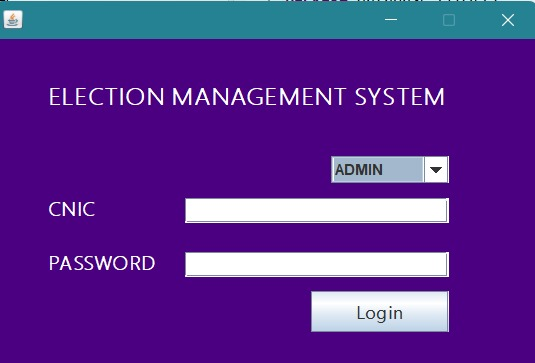 ELECTION MANAGEMENT SYSTEM
ADMIN
CNIC
PASSWORD
Login